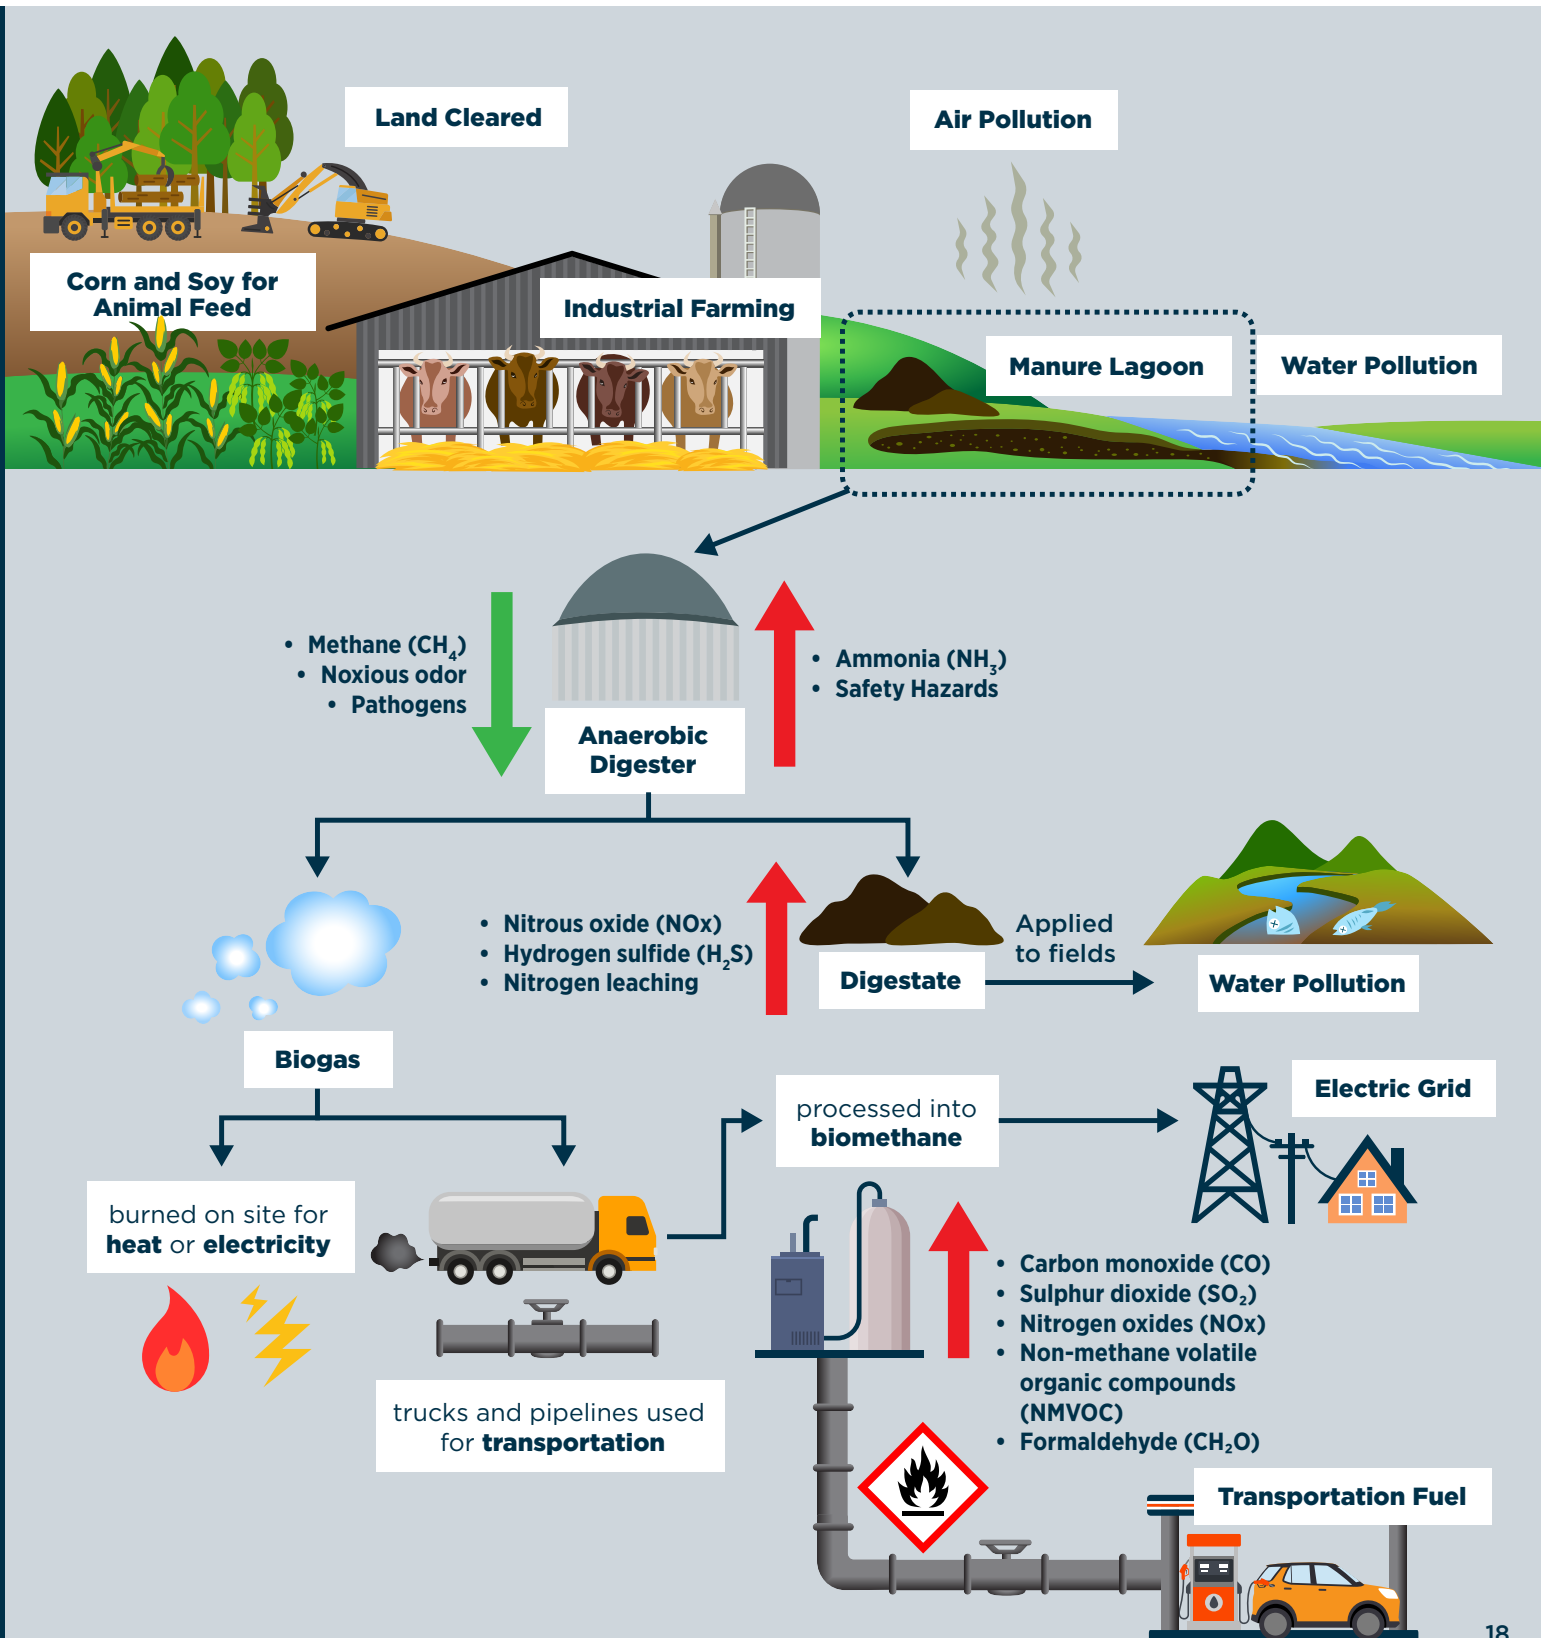 Land Cleared
Air Pollution
Corn and Soy for
Animal Feed
Industrial Farming
Manure Lagoon
Water Pollution
• Methane (CH₄)
• Noxious odor
• Pathogens
• Ammonia (NH₃)
• Safety Hazards
Anaerobic
Digester
• Nitrous oxide (NOx)
• Hydrogen sulfide (H₂S)
• Nitrogen leaching
Digestate
Applied
to fields
Water Pollution
Biogas
burned on site for
heat or electricity
trucks and pipelines used
for transportation
processed into
biomethane
Electric Grid
• Carbon monoxide (CO)
• Sulphur dioxide (SO₂)
• Nitrogen oxides (NOx)
• Non-methane volatile
organic compounds
(NMVOC)
• Formaldehyde (CH₂O)
Transportation Fuel
18